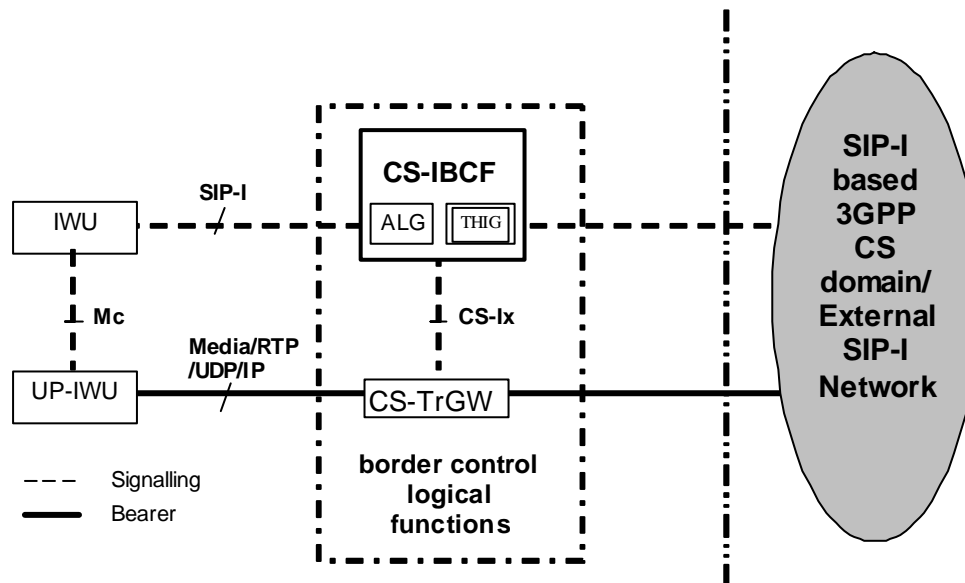 CS-IBCF
SIP-I
IWU
ALG
THIG
Mc
CS-Ix
Media/RTP
/UDP/IP
UP-IWU
CS-TrGW
border control
logical
functions
Signalling
Bearer
SIP-I
based
3GPP
CS
domain/
External
SIP-I
Network